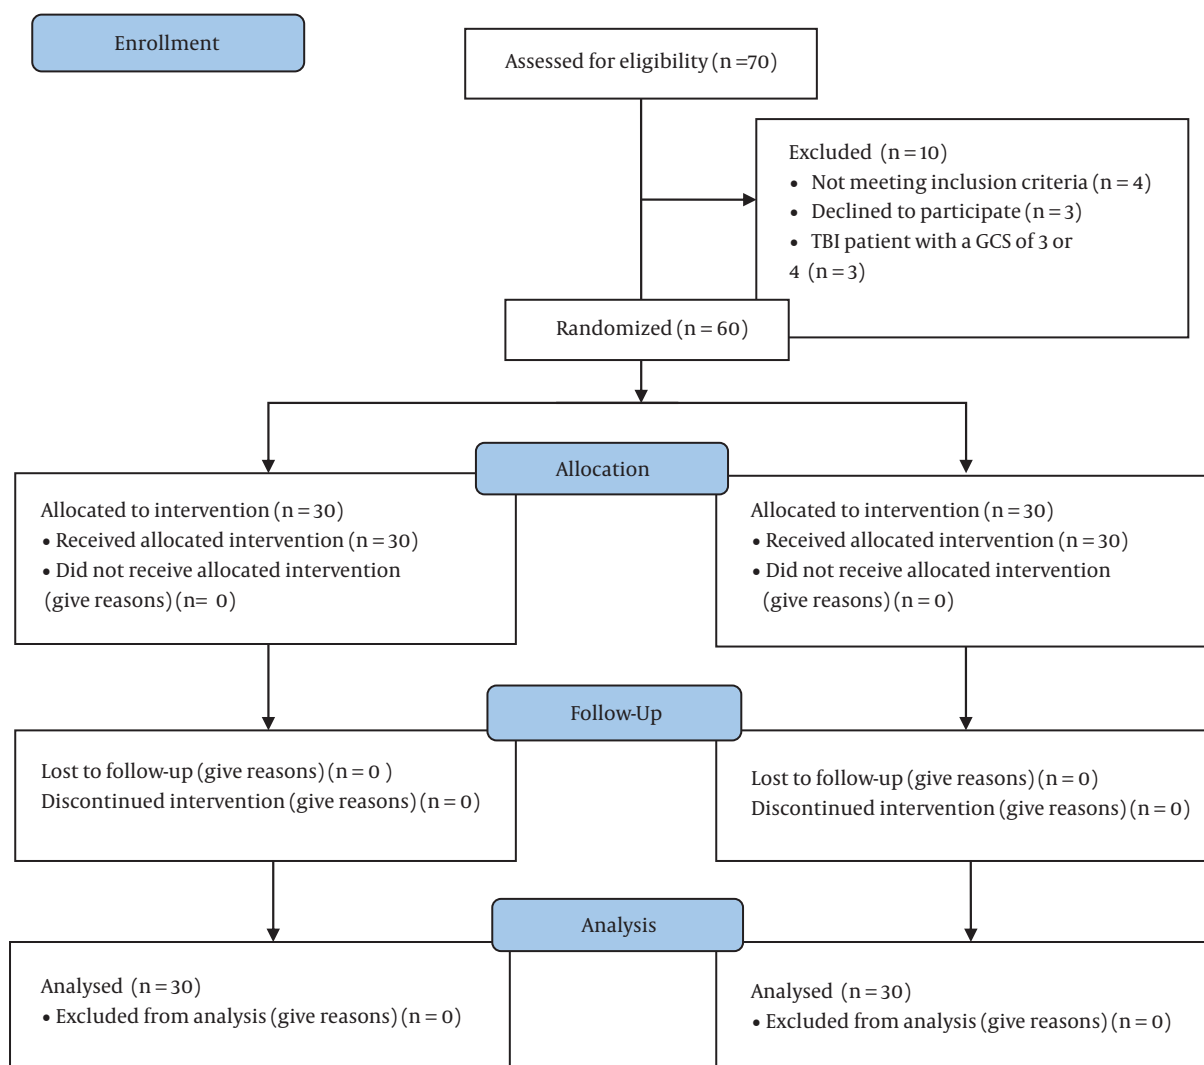 Enrollment
Assessed for eligibility (n =70)
Excluded (n = 10)
• Not meeting inclusion criteria (n = 4)
• Declined to participate (n = 3)
• TBI patient with a GCS of 3 or
4 (n = 3)
Randomized (n = 60)
Allocation
Allocated to intervention (n = 30)
• Received allocated intervention (n = 30)
• Did not receive allocated intervention
(give reasons) (n= 0)
Allocated to intervention (n = 30)
• Received allocated intervention (n = 30)
• Did not receive allocated intervention
(give reasons) (n = 0)
Follow-Up
Lost to follow-up (give reasons) (n = 0 )
Discontinued intervention (give reasons) (n = 0)
Lost to follow-up (give reasons) (n = 0)
Discontinued intervention (give reasons) (n = 0)
Analysis
Analysed (n = 30)
• Excluded from analysis (give reasons) (n = 0)
Analysed (n = 30)
• Excluded from analysis (give reasons) (n = 0)